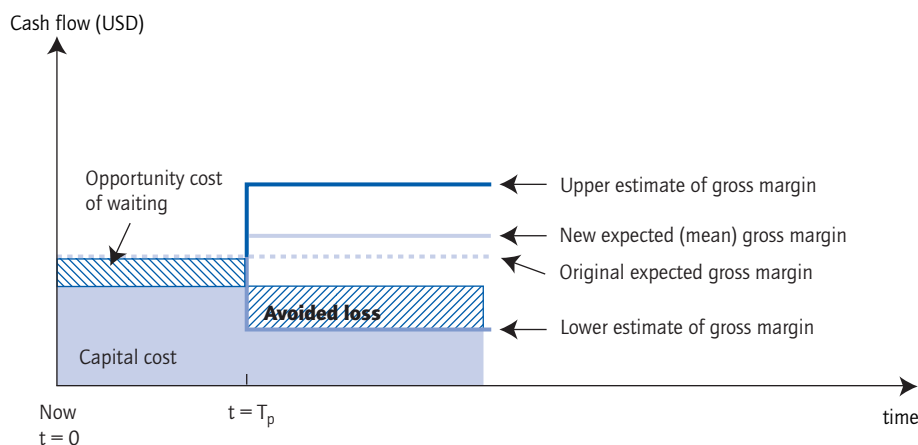 Cash flow (USD)
Opportunity cost
of waiting
Upper estimate of gross margin
New expected (mean) gross margin
Original expected gross margin
Avoided loss
Lower estimate of gross margin
Capital cost
Now
t = 0
t = Tp
time